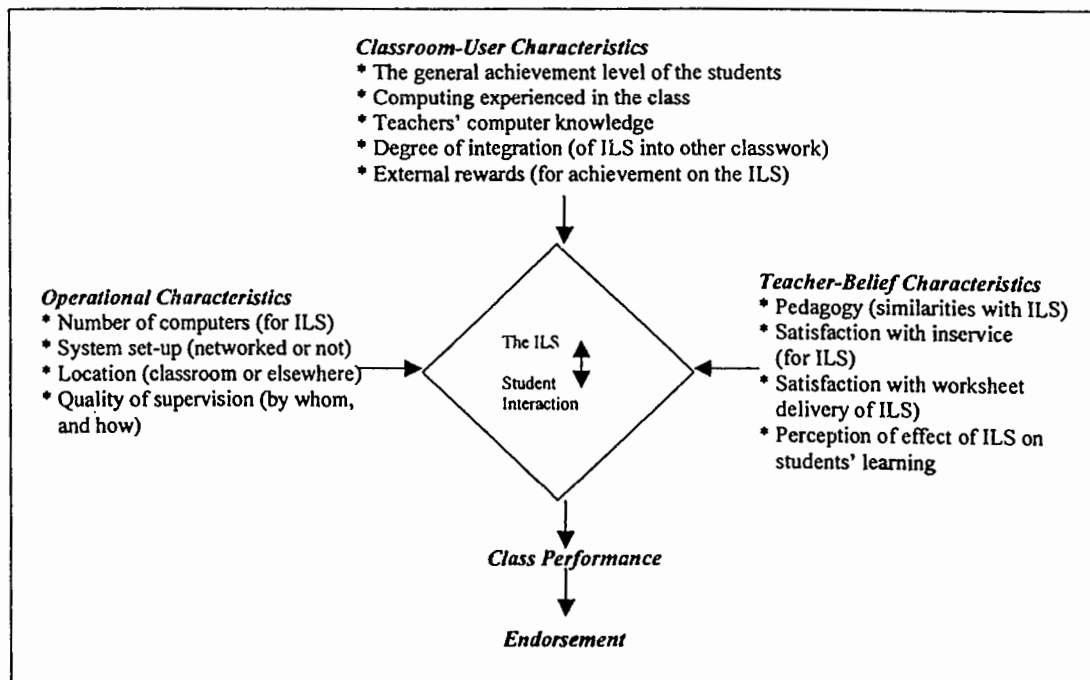 Classroom-User Characteristics
* The general achievement level of the students
* Computing experienced in the class
* Teachers' computer knowledge
* Degree of integration (of ILS into other classwork)
* External rewards (for achievement on the ILS)
Operational Characteristics
* Number of computers (for ILS)
* System set-up (networked or not)
* Location (classroom or elsewhere)
* Quality of supervision (by whom,
and how)
The ILS
Student
Interaction
Teacher-Belief Characteristics
* Pedagogy (similarities with ILS)
* Satisfaction with inservice
(for ILS)
* Satisfaction with worksheet
delivery of ILS)
* Perception of effect of ILS on
students' learning
Class Performance
Endorsement